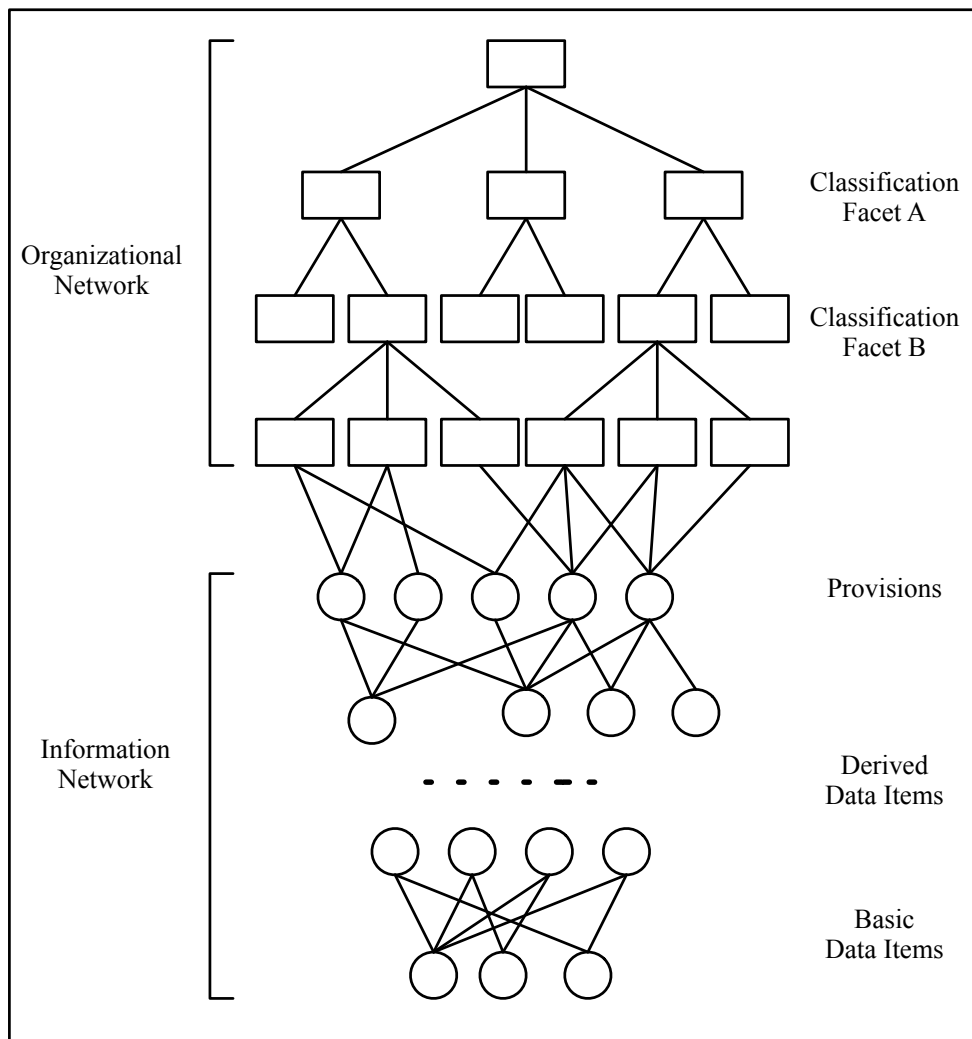 Classification
Facet A
Organizational
Network
Classification
Facet B
Provisions
Information
Network
Derived
Data Items
Basic
Data Items